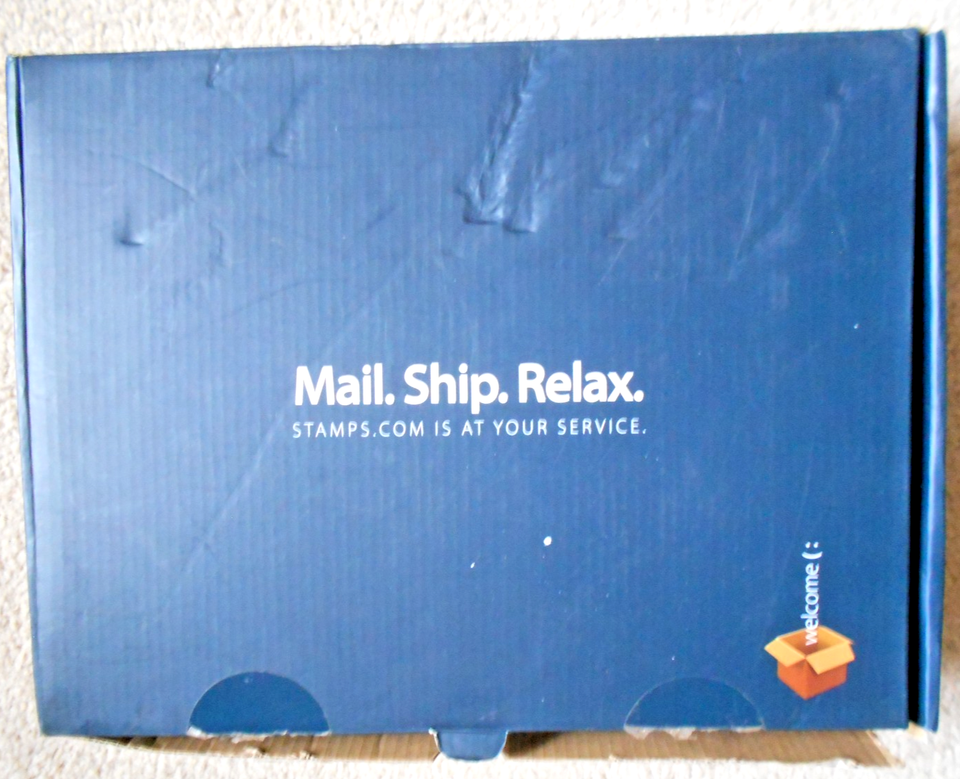 Mail. Ship. Relax.
STAMPS.COM IS AT YOUR SERVICE.
welcome (: